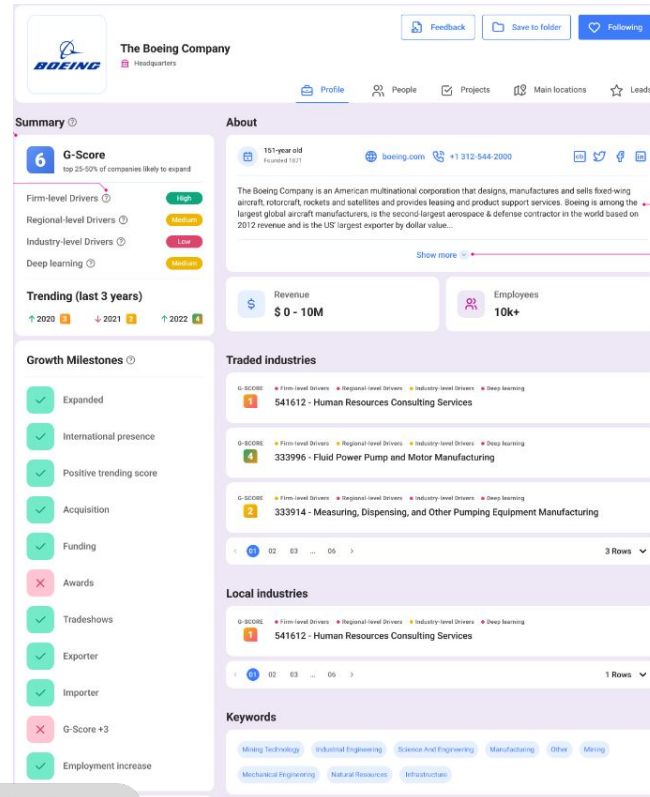 Feedback
Save to folder
Following
BOEING
The Boeing Company
Headquarters
Profile
People
Projects
Main locations
Leads
Summary
6
G-Score
top 25-50% of companies likely to expand
Firm-level Drivers
High
Regional-level Drivers
Medium
Industry-level Drivers
Low
Deep learning
Medium
Trending (last 3 years)
2020 3
2021 2
2022 4
Growth Milestones
Expanded
International presence
Positive trending score
Acquisition
Funding
Awards
Tradeshows
Exporter
Importer
G-Score +3
Employment increase
About
151-year old
Founded 1871
boeing.com
+1 312-544-2000
The Boeing Company is an American multinational corporation that designs, manufactures and sells fixed-wing
aircraft, rotorcraft, rockets and satellites and provides leasing and product support services. Boeing is among the
largest global aircraft manufacturers, is the second-largest aerospace & defense contractor in the world based on
2012 revenue and is the US' largest exporter by dollar value...
Show more
Revenue
$ 0 - 10M
Employees
10k+
Traded industries
G-SCORE Firm-level Drivers Regional-level Drivers Industry-level Drivers Deep learning
1 541612 - Human Resources Consulting Services
G-SCORE Firm-level Drivers Regional-level Drivers Industry-level Drivers Deep learning
4 333996 - Fluid Power Pump and Motor Manufacturing
G-SCORE Firm-level Drivers Regional-level Drivers Industry-level Drivers Deep learning
2 333914 - Measuring, Dispensing, and Other Pumping Equipment Manufacturing
01 02 03 ... 06
3 Rows
Local industries
G-SCORE Firm-level Drivers Regional-level Drivers Industry-level Drivers Deep learning
1 541612 - Human Resources Consulting Services
01 02 03 ... 06
1 Rows
Keywords
Mining Technology
Industrial Engineering
Science And Engineering
Manufacturing
Other
Mining
Mechanical Engineering
Natural Resources
Infrastructure